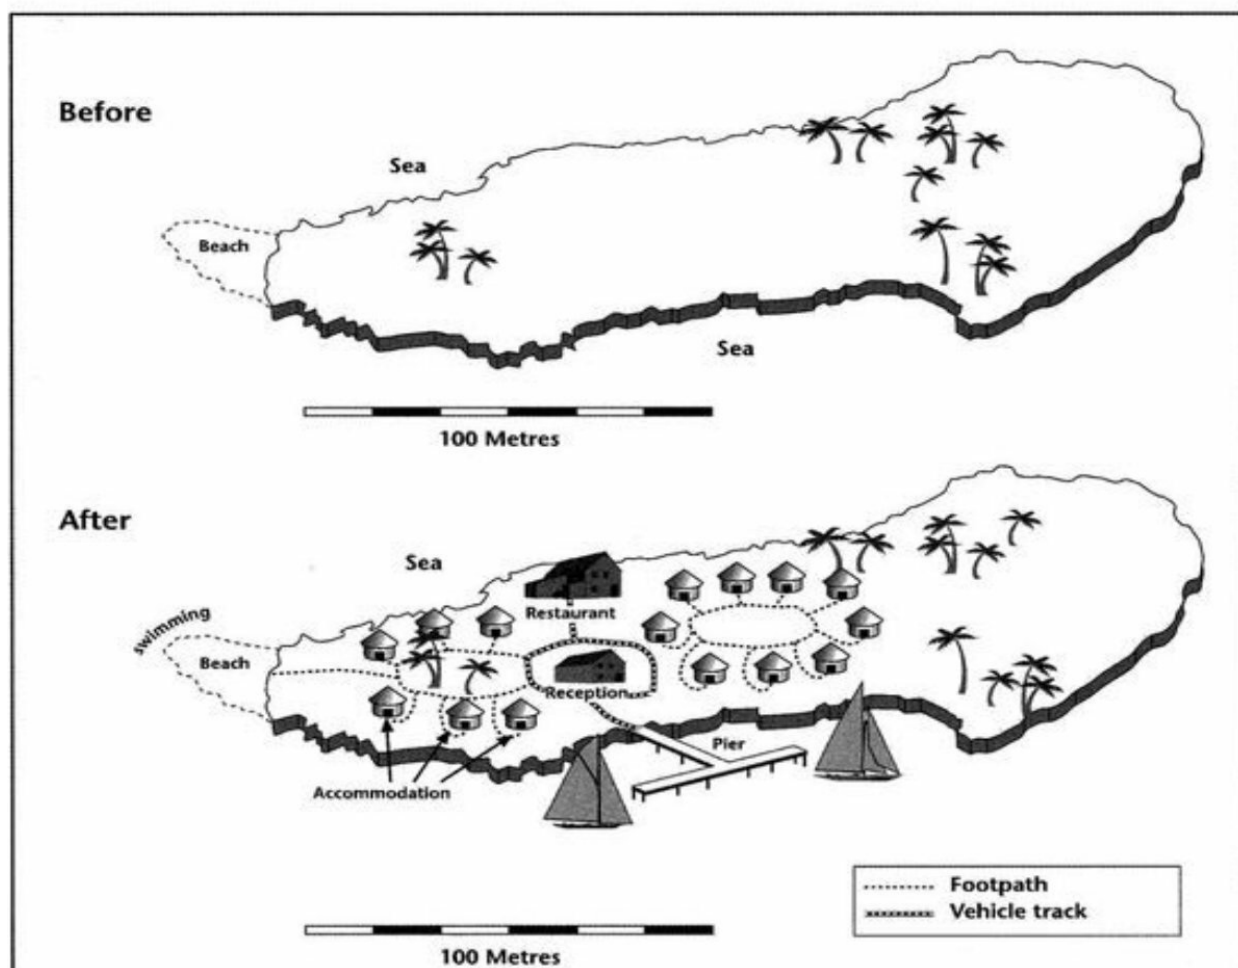 Before
Sea
Beach
Sea
100 Metres
After
Sea
Swimming
Restaurant
Beach
Reception
Pier
Accommodation
Footpath
Vehicle track
100 Metres